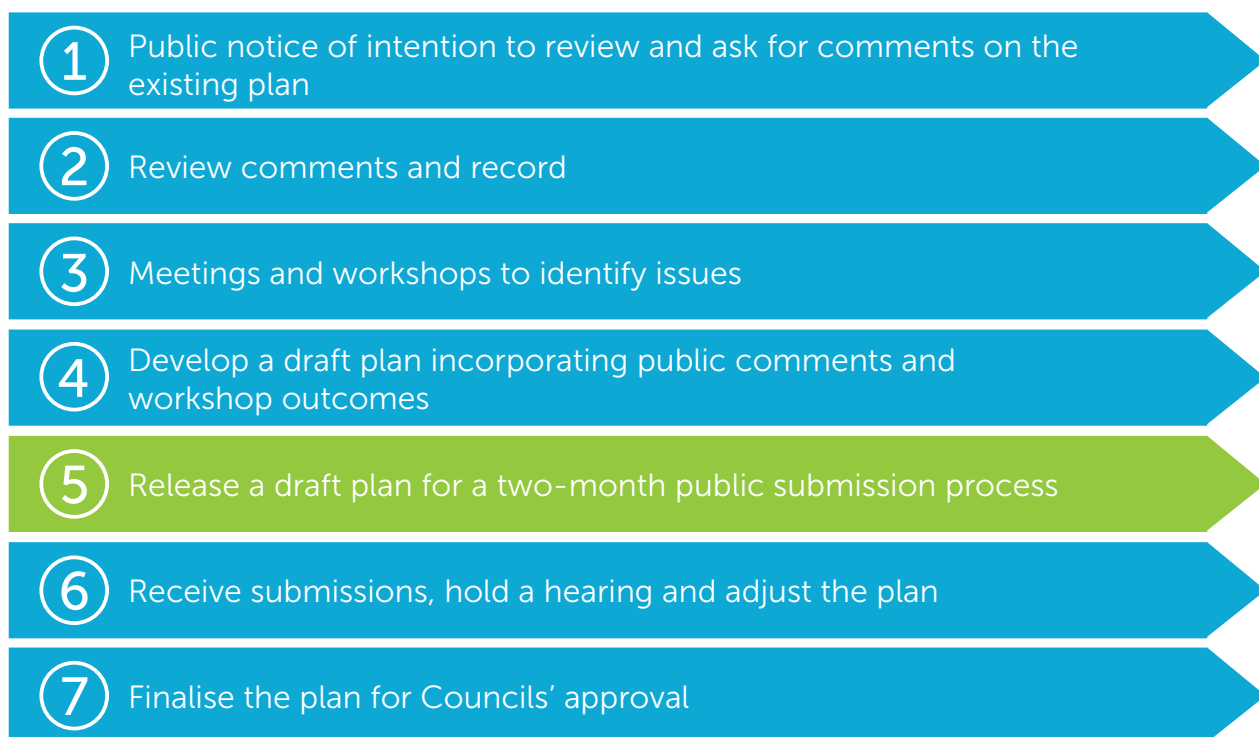 1 Public notice of intention to review and ask for comments on the
existing plan
2 Review comments and record
3 Meetings and workshops to identify issues
4 Develop a draft plan incorporating public comments and
workshop outcomes
5 Release a draft plan for a two-month public submission process
6 Receive submissions, hold a hearing and adjust the plan
7 Finalise the plan for Councils’ approval